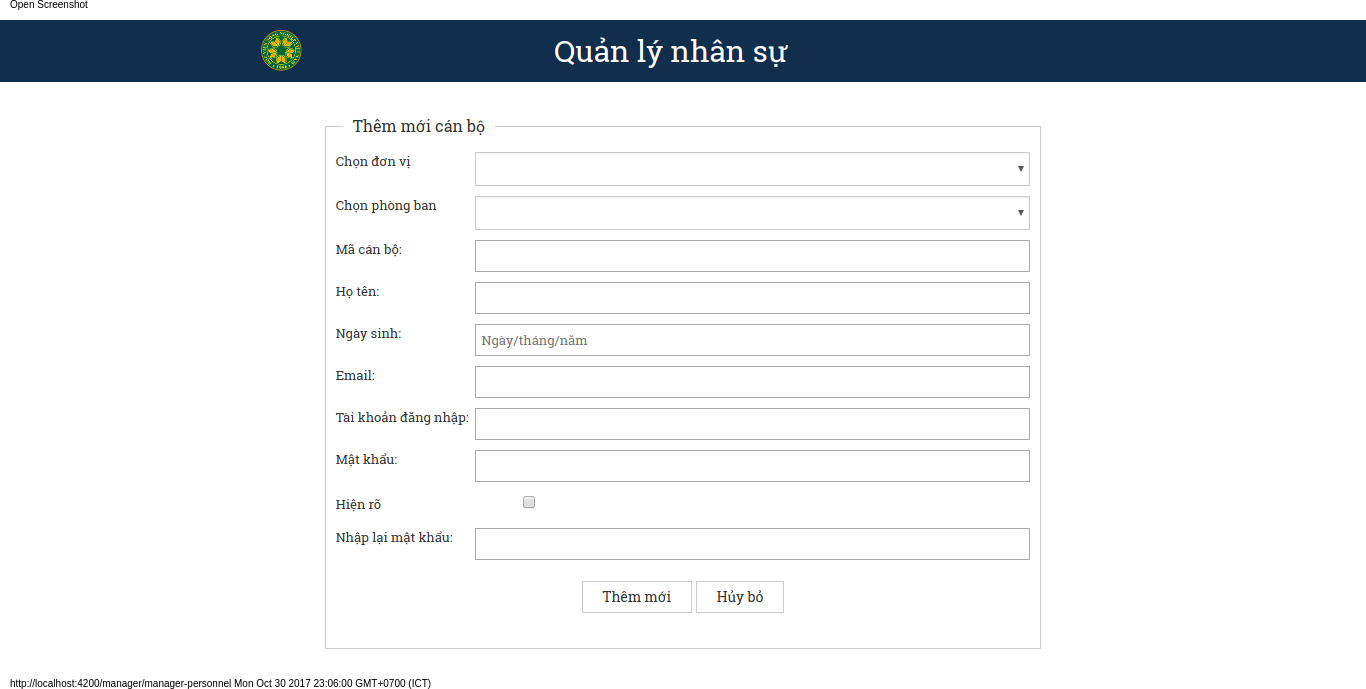 Open Screenshot
Quản lý nhân sự
Thêm mới cán bộ
Chọn đơn vị
Chọn phòng ban
Mã cán bộ:
Họ tên:
Ngày sinh:
Ngày/tháng/năm
Email:
Tài khoản đăng nhập:
Mật khẩu:
Hiện rõ
Nhập lại mật khẩu:
Thêm mới
Hủy bỏ
http://localhost:4200/manager/manager-personnel Mon Oct 30 2017 23:06:00 GMT+0700 (ICT)